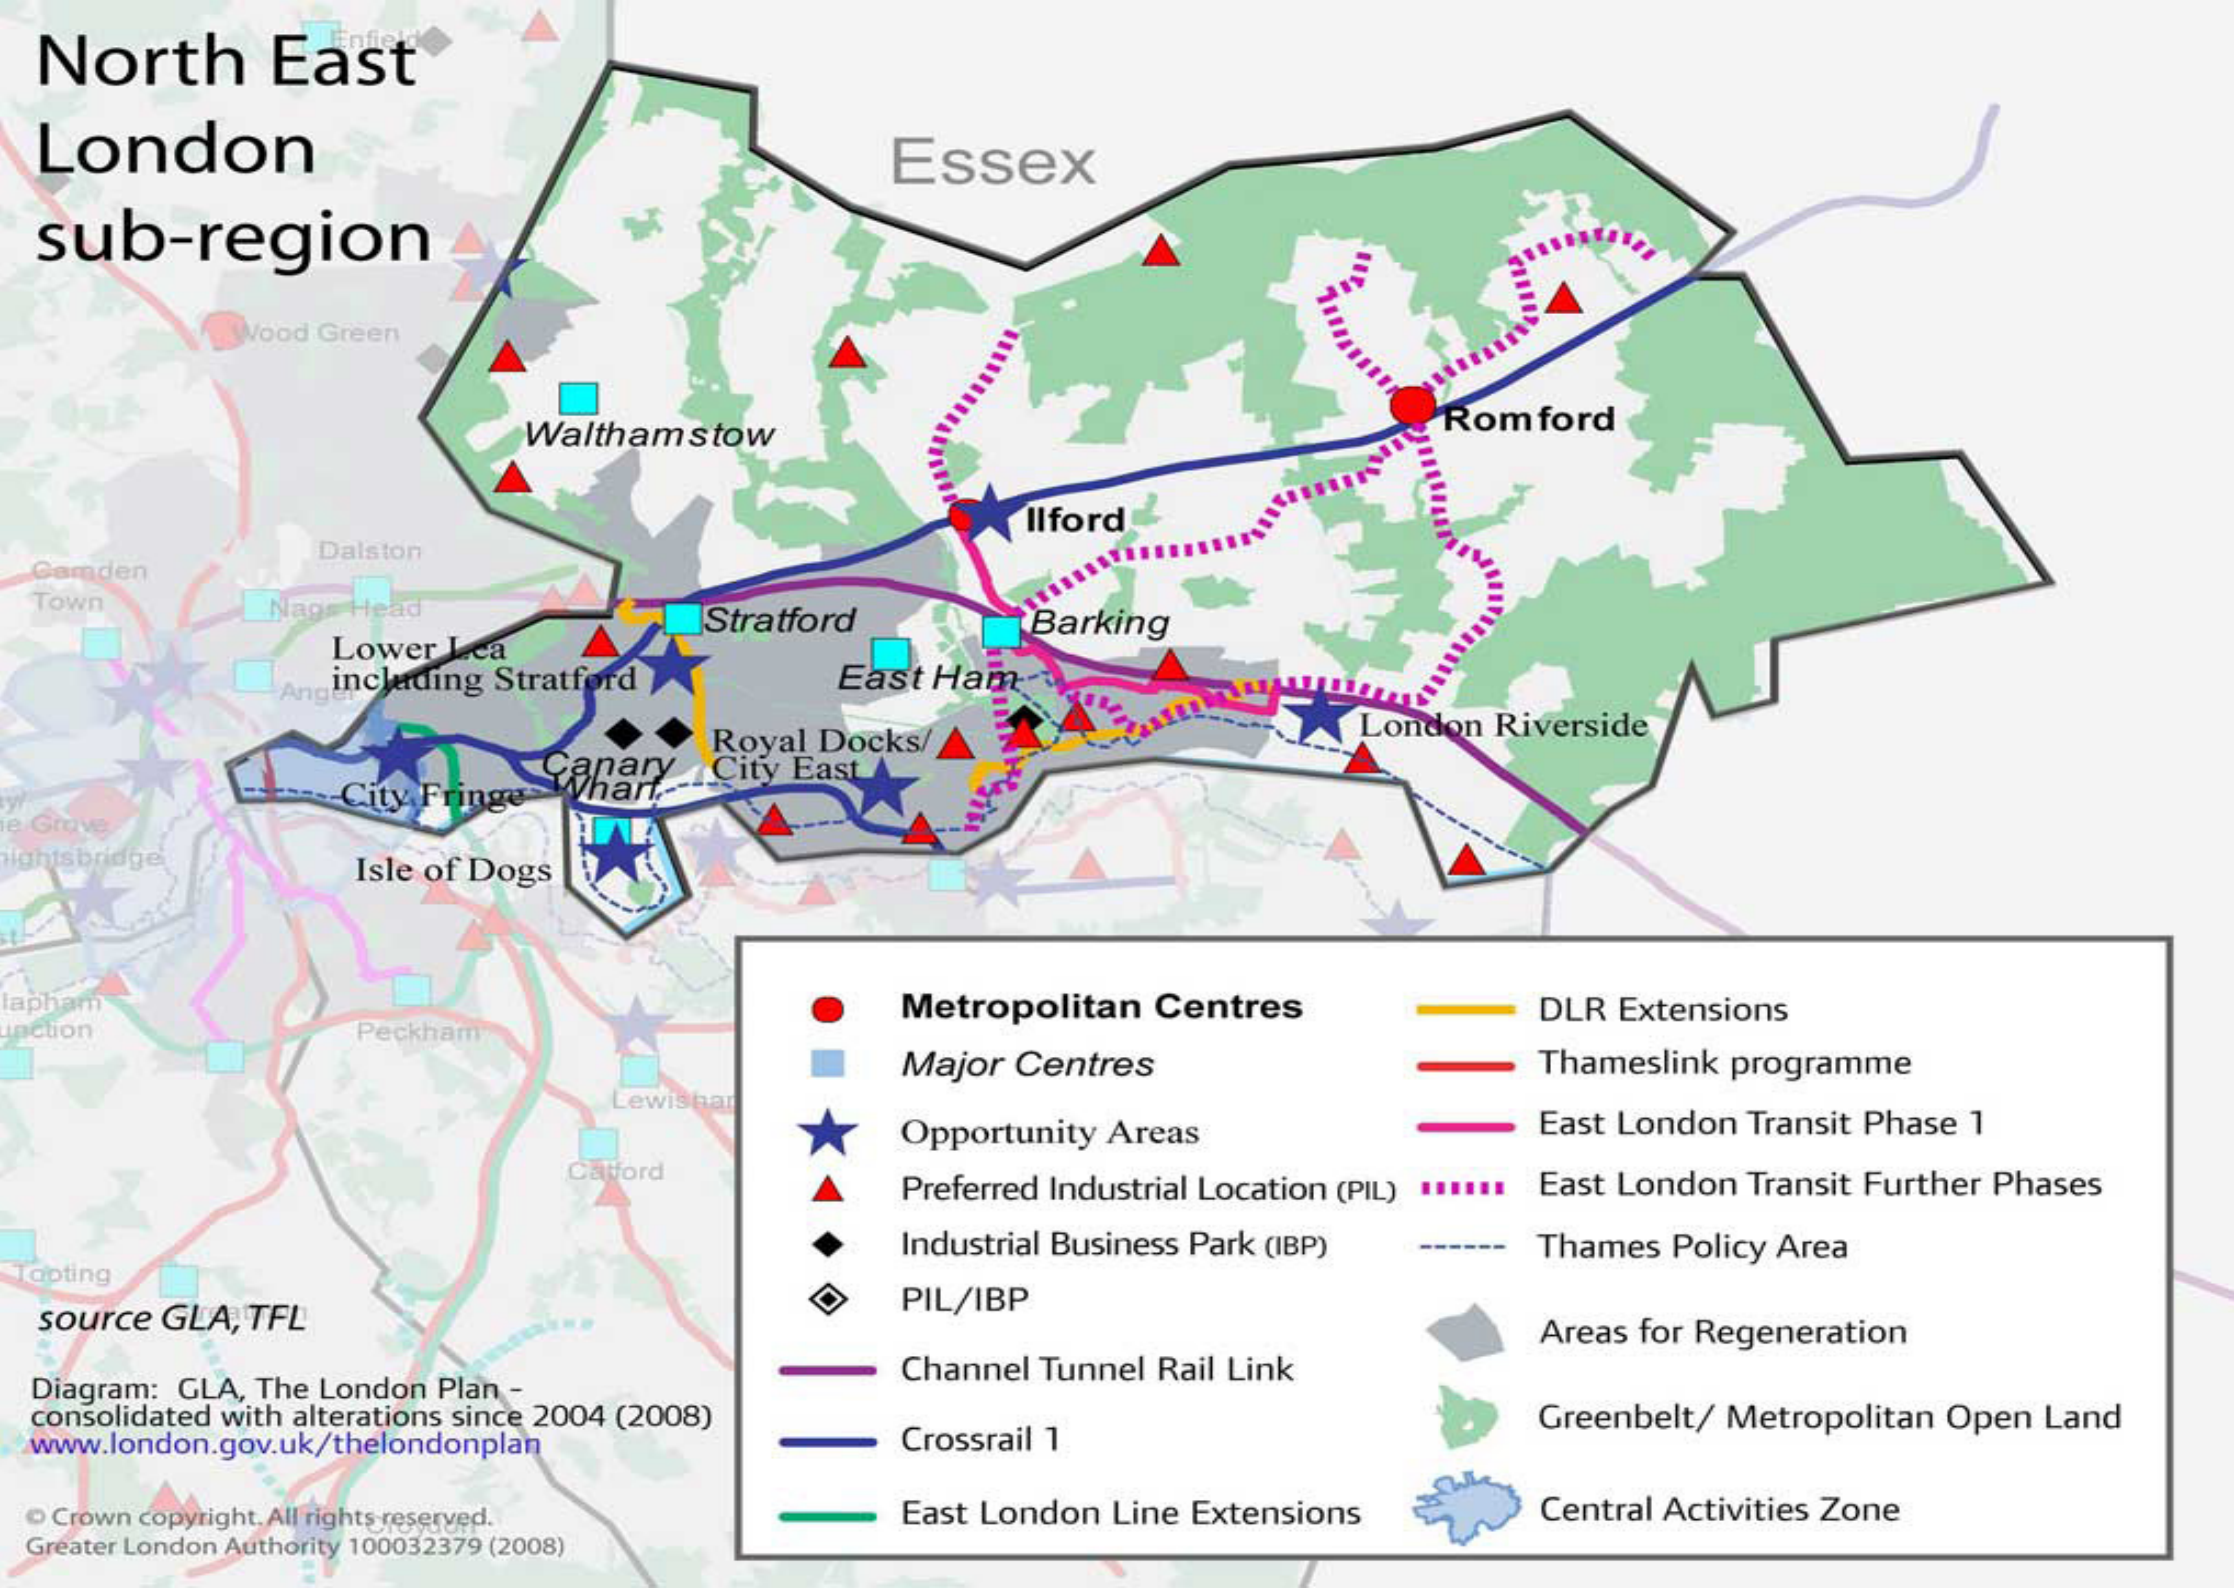 North East
London
sub-region
Enfield
Essex
Wood Green
Walthamstow
Romford
Ilford
Dalston
Camden
Town
Nags Head
Stratford
Barking
Lower Lea
including Stratford
East Ham
Angel
London Riverside
Royal Docks/
City East
Canary
Wharf
City Fringe
Isle of Dogs
Peckham
Catford
Tooting
source GLA, TFL
Diagram: GLA, The London Plan -
consolidated with alterations since 2004 (2008)
www.london.gov.uk/thelondonplan
© Crown copyright. All rights reserved.
Croydon
Greater London Authority 100032379 (2008)
Metropolitan Centres
Major Centres
Opportunity Areas
Preferred Industrial Location (PIL)
Industrial Business Park (IBP)
PIL/IBP
Channel Tunnel Rail Link
Crossrail 1
East London Line Extensions
DLR Extensions
Thameslink programme
East London Transit Phase 1
East London Transit Further Phases
Thames Policy Area
Areas for Regeneration
Greenbelt/ Metropolitan Open Land
Central Activities Zone